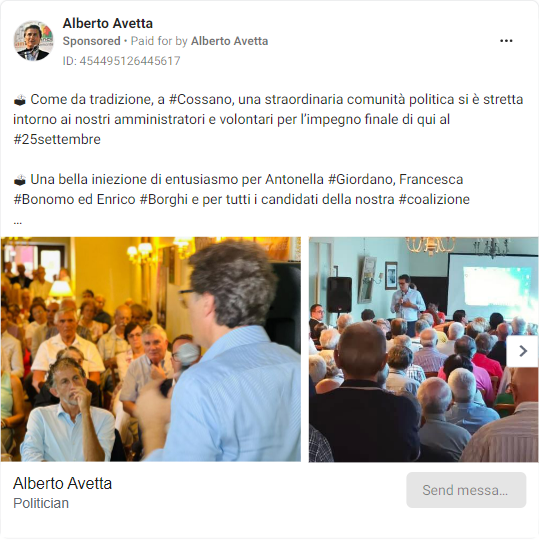 Alberto Avetta
Sponsored • Paid for by Alberto Avetta
ID: 454495126445617
🗳 Come da tradizione, a #Cossano, una straordinaria comunità politica si è stretta
intorno ai nostri amministratori e volontari per l’impegno finale di qui al
#25settembre
🗳 Una bella iniezione di entusiasmo per Antonella #Giordano, Francesca
#Bonomo ed Enrico #Borghi e per tutti i candidati della nostra #coalizione
...
Alberto Avetta
Politician
Send messa...